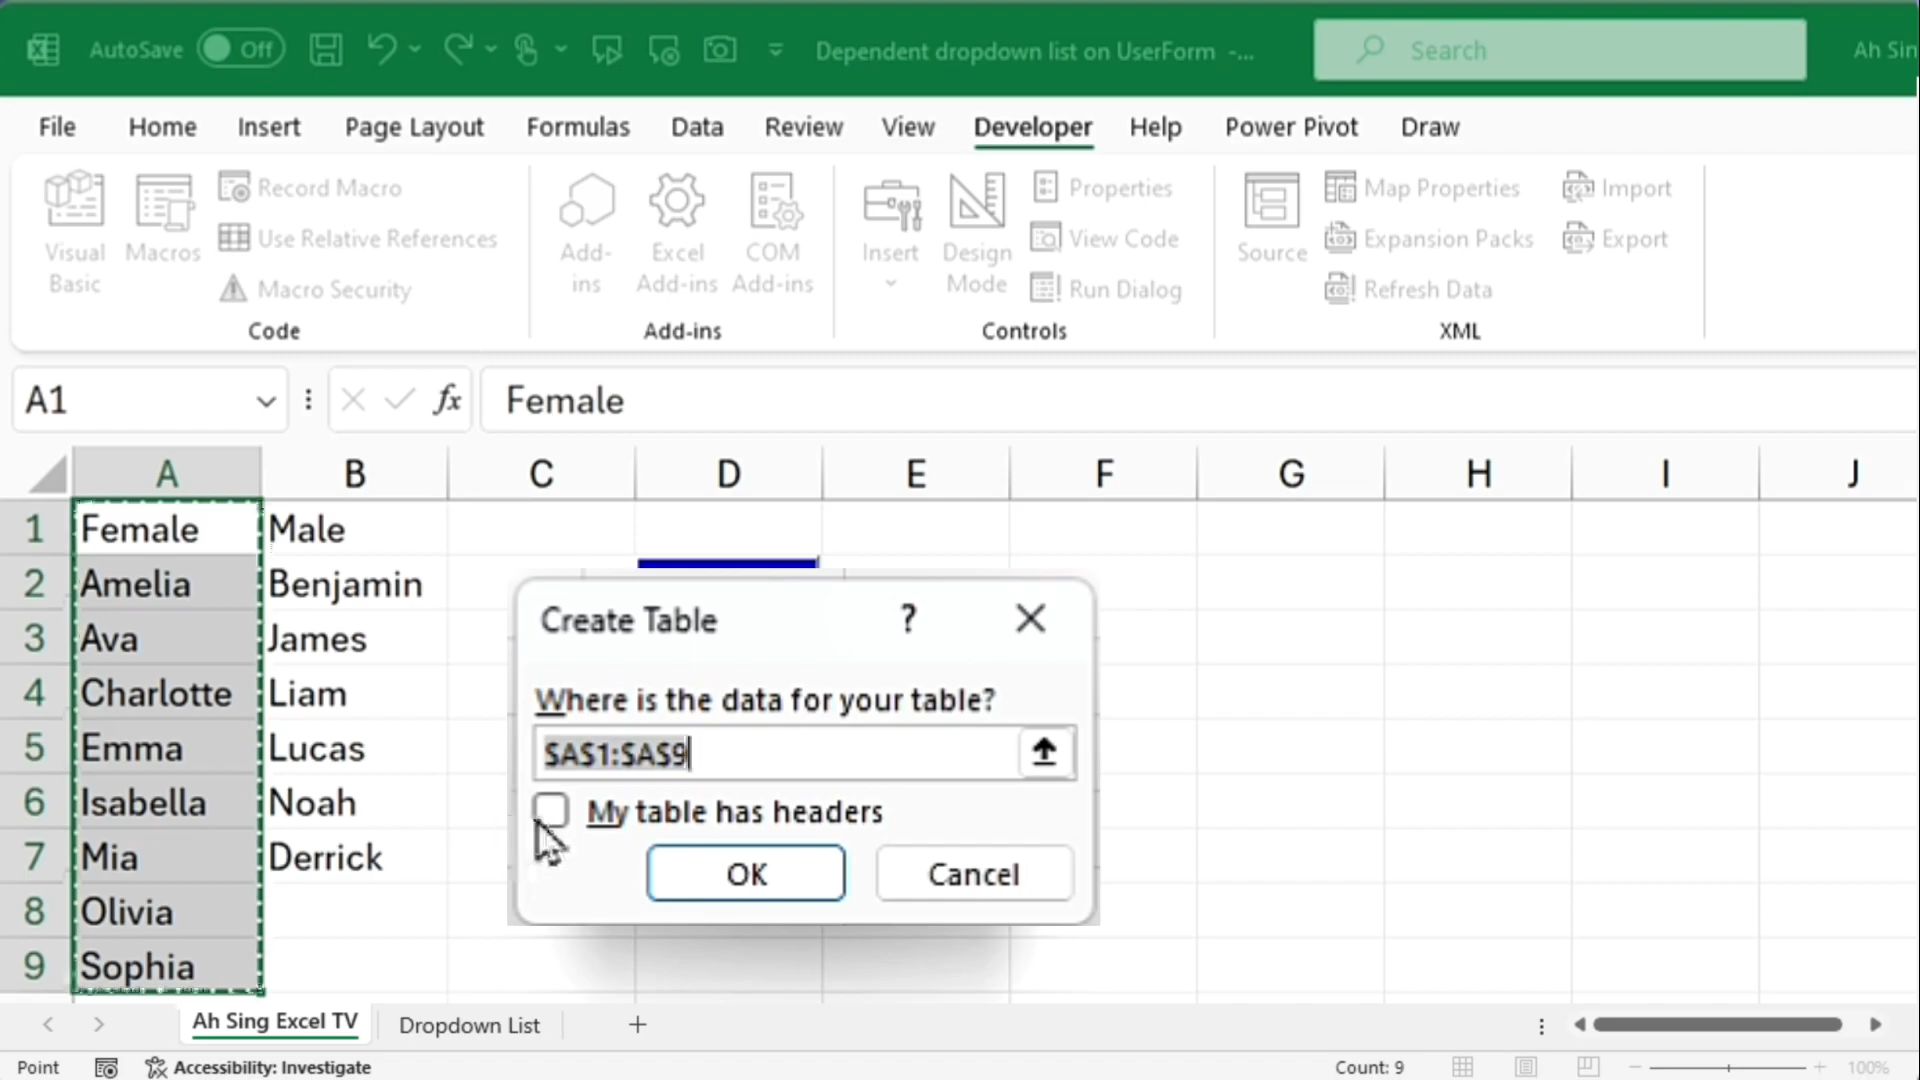 AutoSave Off Dependent dropdown list on UserForm -... Search Ah Sin
File Home Insert Page Layout Formulas Data Review View Developer Help Power Pivot Draw
Visual Basic
Macros
Record Macro
Use Relative References
Macro Security
Code
Add-ins
Excel Add-ins
COM Add-ins
Add-ins
Insert
Design Mode
Properties
View Code
Run Dialog
Controls
Source
Map Properties
Expansion Packs
Refresh Data
Import
Export
XML
A1 fx Female
A B C D E F G H I J
1 Female Male
2 Amelia Benjamin
3 Ava James
4 Charlotte Liam
5 Emma Lucas
6 Isabella Noah
7 Mia Derrick
8 Olivia
9 Sophia
Create Table ?
Where is the data for your table?
$A$1:$A$9
My table has headers
OK Cancel
Ah Sing Excel TV Dropdown List
Point Accessibility: Investigate Count: 9 100%